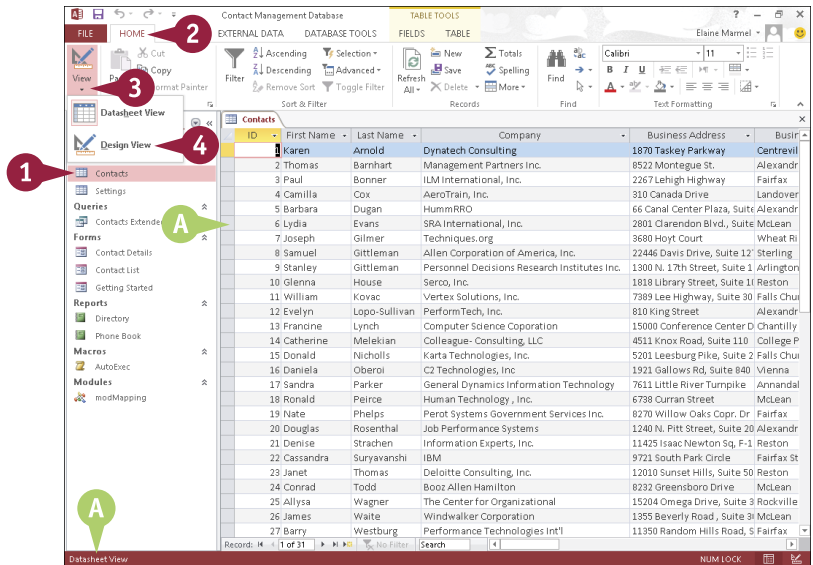 Contact Management Database
TABLE TOOLS
?
FILE HOME EXTERNAL DATA DATABASE TOOLS FIELDS TABLE Elaine Marmel
2
View
Cut
Copy
Format Painter
Filter
Ascending
Descending
Remove Sort
Selection
Advanced
Toggle Filter
Sort & Filter
Refresh
All
New
Save
Delete
Totals
Spelling
More
Records
Find
Find
Calibri 11
B I U
Text Formatting
3
Datasheet View
Design View
4
1
Contacts
Settings
Queries
Contacts Extended
Forms
Contact Details
Contact List
Getting Started
Reports
Directory
Phone Book
Macros
AutoExec
Modules
modMapping
A
Contacts
ID First Name Last Name Company Business Address Busin
1 Karen Arnold Dynatech Consulting 1870 Taskey Parkway Centrevil
2 Thomas Barnhart Management Partners Inc. 8522 Montegue St. Alexandr
3 Paul Bonner ILM International, Inc. 2267 Lehigh Highway Fairfax
4 Camilla Cox AeroTrain, Inc. 310 Canada Drive Landover
5 Barbara Dugan HummRRO 66 Canal Center Plaza, Suite Alexandr
6 Lydia Evans SRA International, Inc. 2801 Clarendon Blvd., Suite McLean
7 Joseph Gilmer Techniques.org 3680 Hoyt Court Wheat Ri
8 Samuel Gittleman Allen Corporation of America, Inc. 22446 Davis Drive, Suite 12 Sterling
9 Stanley Gittleman Personnel Decisions Research Institutes Inc. 1300 N. 17th Street, Suite 1 Arlington
10 Glenna House Serco, Inc. 1818 Library Street, Suite 10 Reston
11 William Kovac Vertex Solutions, Inc. 7389 Lee Highway, Suite 30 Falls Chur
12 Evelyn Lopo-Sullivan PerformTech, Inc. 810 King Street Alexandr
13 Francine Lynch Computer Science Coporation 15000 Conference Center D Chantilly
14 Catherine Melekian Colleague- Consulting, LLC 4511 Knox Road, Suite 110 College P
15 Donald Nicholls Karta Technologies, Inc. 5201 Leesburg Pike, Suite 2 Falls Chur
16 Daniela Oberoi C2 Technologies, Inc 1921 Gallows Rd, Suite 840 Vienna
17 Sandra Parker General Dynamics Information Technology 7611 Little River Turnpike Annandal
18 Ronald Peirce Human Technology , Inc. 6738 Curran Street McLean
19 Nate Phelps Perot Systems Government Services Inc. 8270 Willow Oaks Copr. Dr Fairfax
20 Douglas Rosenthal Job Performance Systems 1240 N. Pitt Street, Suite 20 Alexandr
21 Denise Strachen Information Experts, Inc. 11425 Isaac Newton Sq, F-1 Reston
22 Cassandra Suryavanshi IBM 9721 South Park Circle Fairfax St
23 Janet Thomas Deloitte Consulting, Inc. 12010 Sunset Hills, Suite 50 Reston
24 Conrad Todd Booz Allen Hamilton 8232 Greensboro Drive McLean
25 Allysa Wagner The Center for Organizational 15204 Omega Drive, Suite 3 Rockville
26 James Waite Windwalker Corporation 1355 Beverly Road , Suite 3 McLean
27 Barry Westburg Performance Technologies Int'l 11350 Random Hills Road, S Fairfax
Record: 1 of 31 No Filter Search
A
Datasheet View NUM LOCK